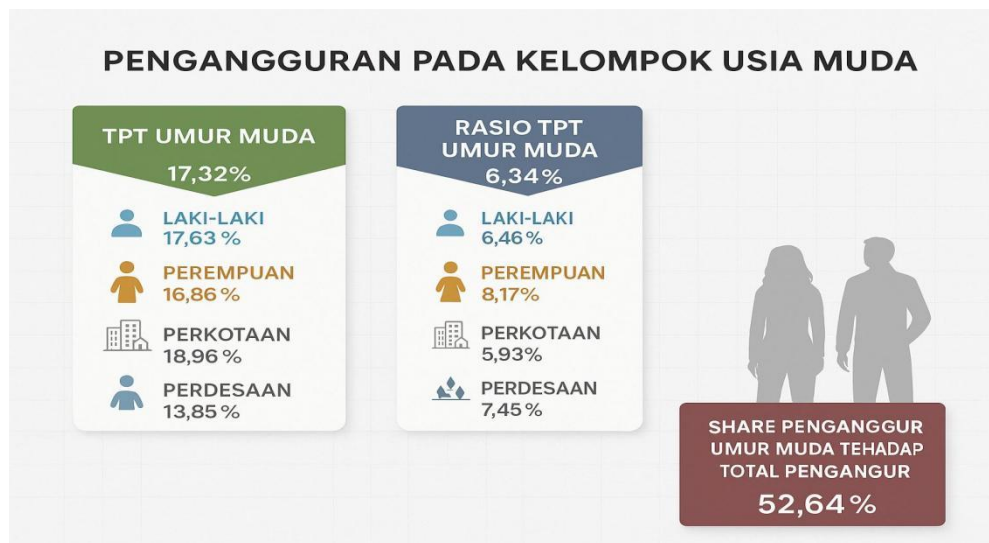 PENGANGGURAN PADA KELOMPOK USIA MUDA
TPT UMUR MUDA
17,32%
LAKI-LAKI
17,63 %
PEREMPUAN
16,86 %
PERKOTAAN
18,96 %
PERDESAAN
13,85 %
RASIO TPT
UMUR MUDA
6,34%
LAKI-LAKI
6,46%
PEREMPUAN
8,17%
PERKOTAAN
5,93%
PERDESAAN
7,45 %
SHARE PENGANGGUR
UMUR MUDA TEHADAP
TOTAL PENGANGUR
52,64%